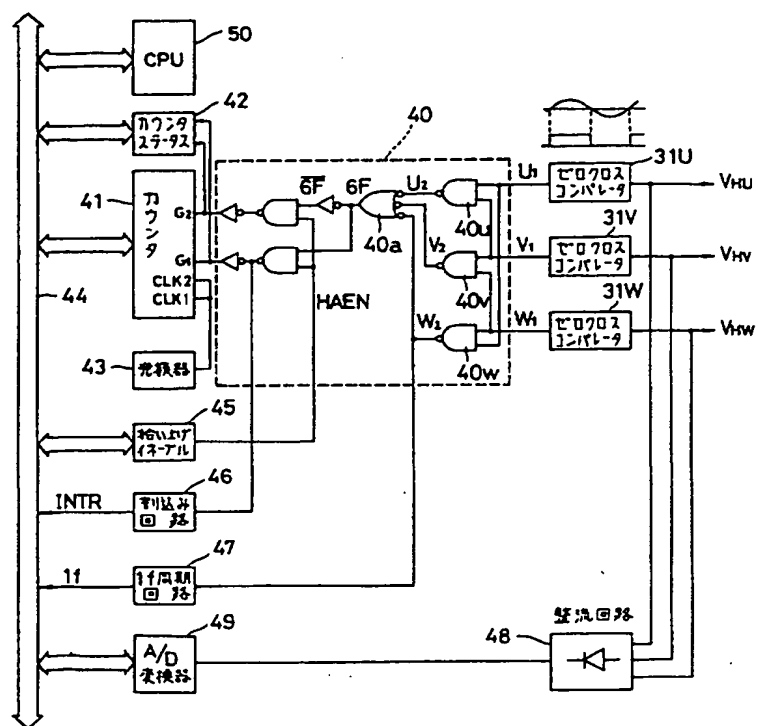 50
CPU
42
カウンタ
ステータス
40
41
カウンタ
G2
G1
CLK2
CLK1
6F
6F
U2
40a
40u
V2
40v
W2
40w
HAEN
U1
V1
W1
31U
ゼロクロス
コンパレータ
VHU
31V
ゼロクロス
コンパレータ
VHV
31W
ゼロクロス
コンパレータ
VHW
44
43
発振器
45
拾い上げ
イネーブル
46
INTR
割込み
回路
47
1f
1f周期
回路
49
A/D
変換器
整流回路
48